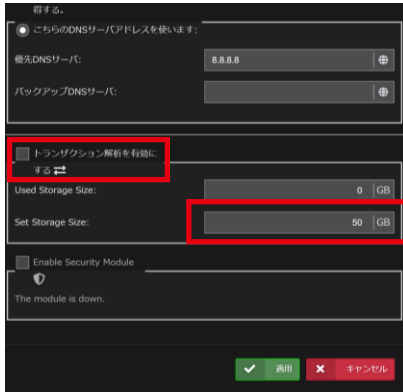 得する。
こちらのDNSサーバアドレスを使います:
優先DNSサーバ: 8.8.8.8
バックアップDNSサーバ:
トランザクション解析を有効に
する
Used Storage Size: 0 GB
Set Storage Size: 50 GB
Enable Security Module
The module is down.
適用 キャンセル